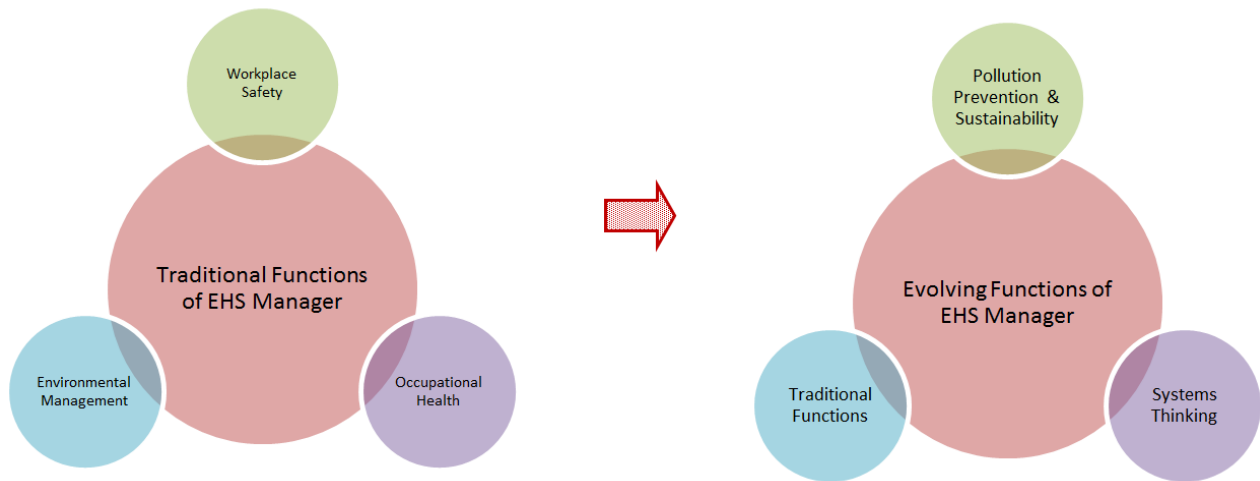 Workplace
Safety
Traditional Functions
of EHS Manager
Environmental
Management
Occupational
Health
Pollution
Prevention &
Sustainability
Evolving Functions of
EHS Manager
Traditional
Functions
Systems
Thinking